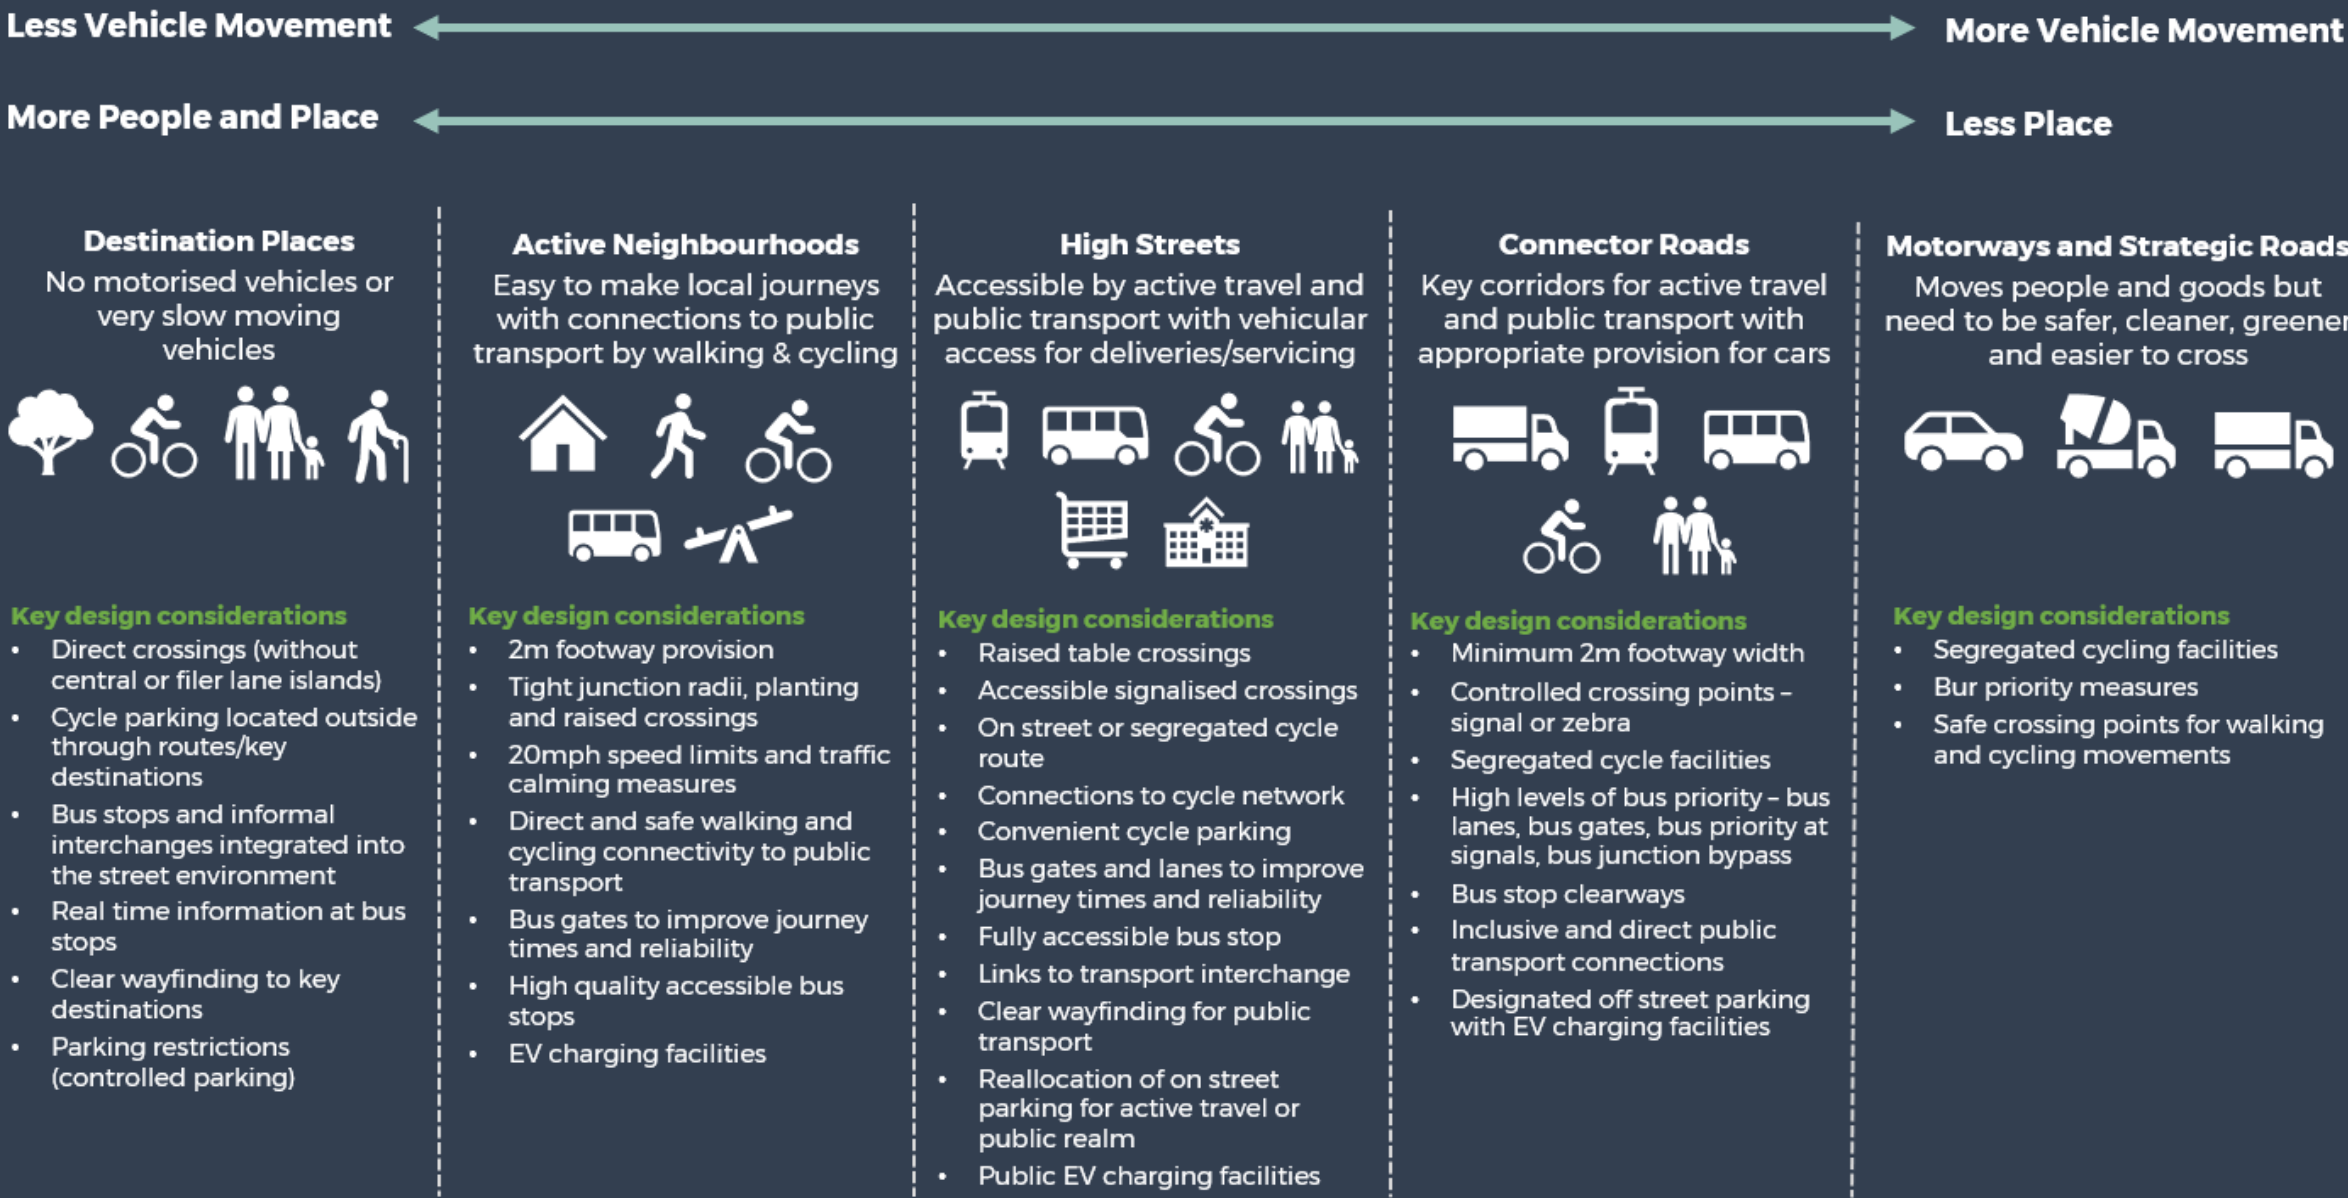 Less Vehicle Movement
More Vehicle Movement
More People and Place
Less Place
Destination Places
No motorised vehicles or
very slow moving
vehicles
Key design considerations
• Direct crossings (without
central or filer lane islands)
• Cycle parking located outside
through routes/key
destinations
• Bus stops and informal
interchanges integrated into
the street environment
• Real time information at bus
stops
• Clear wayfinding to key
destinations
• Parking restrictions
(controlled parking)
Active Neighbourhoods
Easy to make local journeys
with connections to public
transport by walking & cycling
Key design considerations
• 2m footway provision
• Tight junction radii, planting
and raised crossings
• 20mph speed limits and traffic
calming measures
• Direct and safe walking and
cycling connectivity to public
transport
• Bus gates to improve journey
times and reliability
• High quality accessible bus
stops
• EV charging facilities
High Streets
Accessible by active travel and
public transport with vehicular
access for deliveries/servicing
Key design considerations
• Raised table crossings
• Accessible signalised crossings
• On street or segregated cycle
route
• Connections to cycle network
• Convenient cycle parking
• Bus gates and lanes to improve
journey times and reliability
• Fully accessible bus stop
• Links to transport interchange
• Clear wayfinding for public
transport
• Reallocation of on street
parking for active travel or
public realm
• Public EV charging facilities
Connector Roads
Key corridors for active travel
and public transport with
appropriate provision for cars
Key design considerations
• Minimum 2m footway width
• Controlled crossing points –
signal or zebra
• Segregated cycle facilities
• High levels of bus priority – bus
lanes, bus gates, bus priority at
signals, bus junction bypass
• Bus stop clearways
• Inclusive and direct public
transport connections
• Designated off street parking
with EV charging facilities
Motorways and Strategic Roads
Moves people and goods but
need to be safer, cleaner, greener
and easier to cross
Key design considerations
• Segregated cycling facilities
• Bur priority measures
• Safe crossing points for walking
and cycling movements